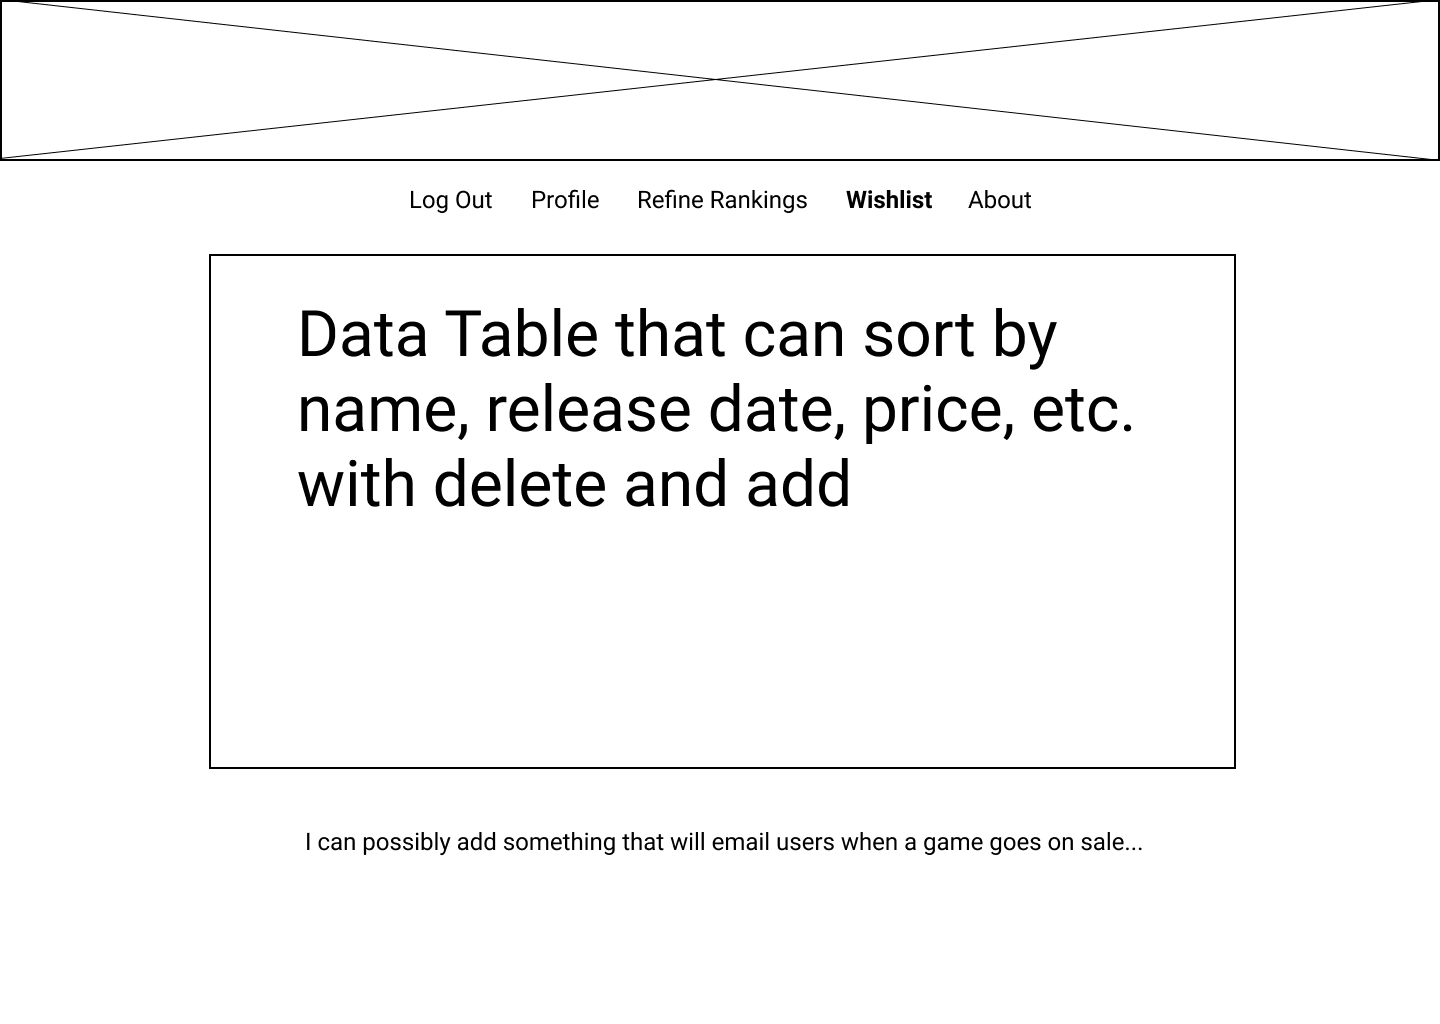 Log Out Profile Refine Rankings Wishlist About
Data Table that can sort by
name, release date, price, etc.
with delete and add
I can possibly add something that will email users when a game goes on sale...